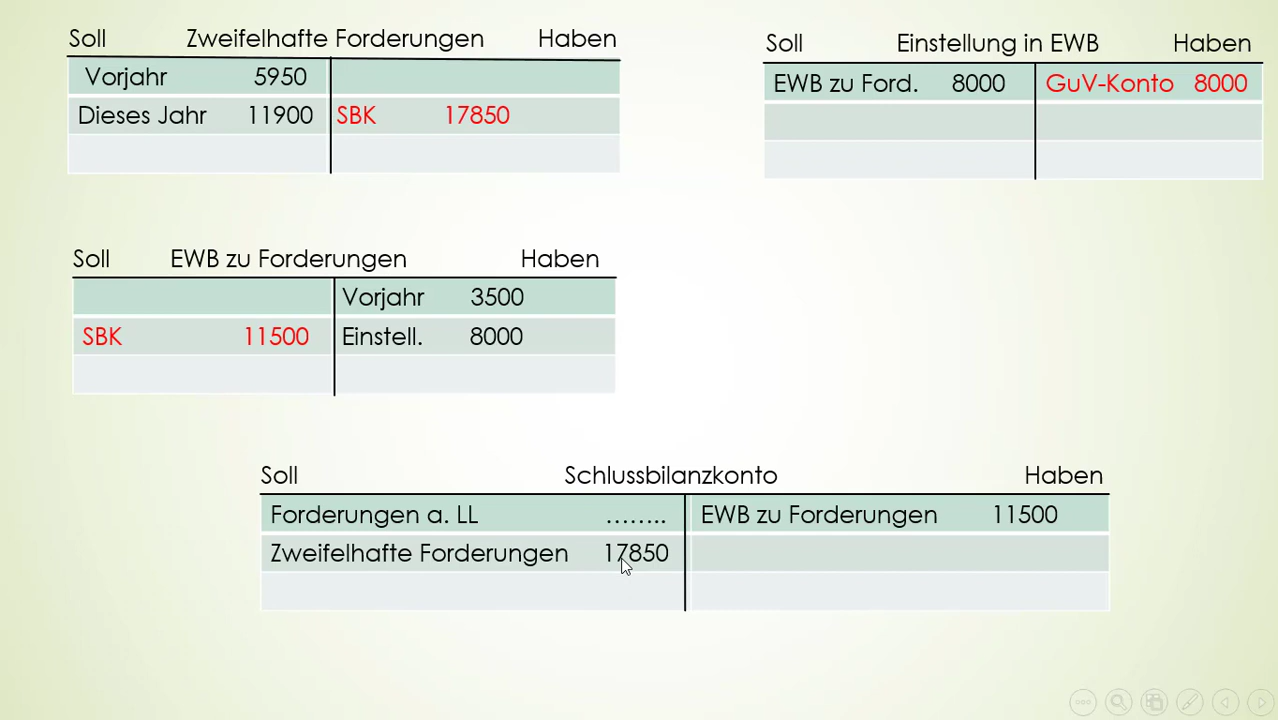 Soll Zweifelhafte Forderungen Haben
Vorjahr 5950
Dieses Jahr 11900 SBK 17850
Soll Einstellung in EWB Haben
EWB zu Ford. 8000 GuV-Konto 8000
Soll EWB zu Forderungen Haben
Vorjahr 3500
SBK 11500 Einstell. 8000
Soll Schlussbilanzkonto Haben
Forderungen a. LL …….. EWB zu Forderungen 11500
Zweifelhafte Forderungen 17850